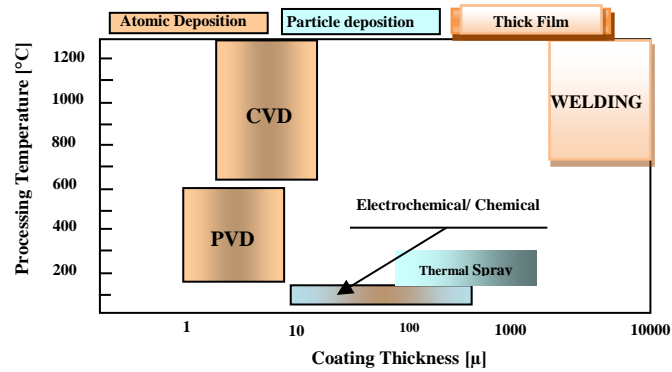 Atomic Deposition
Particle deposition
Thick Film
Processing Temperature [°C]
1200
1000
800
600
400
200
CVD
WELDING
PVD
Electrochemical/ Chemical
Thermal Spray
1
10
100
1000
10000
Coating Thickness [µ]